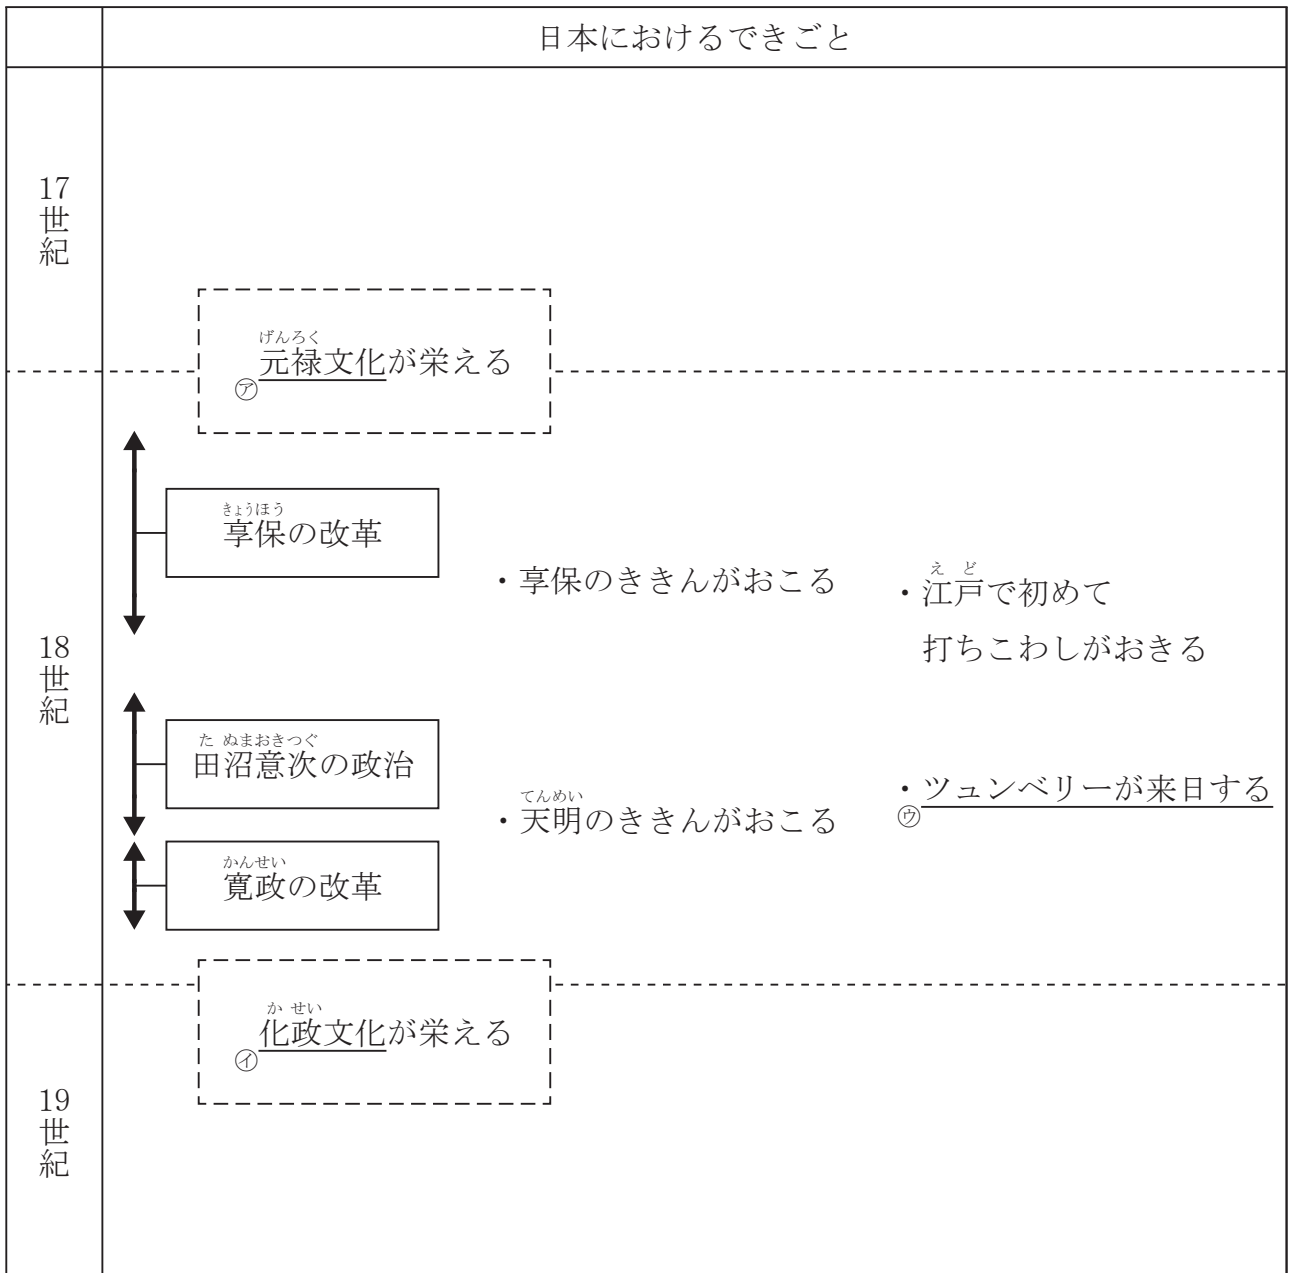 日本におけるできごと
17世紀
げんろく
元禄文化が栄える
㋐
18世紀
きょうほう
享保の改革
・享保のききんがおこる
えど
・江戸で初めて
打ちこわしがおきる
たぬまおきつぐ
田沼意次の政治
てんめい
・天明のききんがおこる
・ツュンベリーが来日する
㋒
かんせい
寛政の改革
かせい
化政文化が栄える
㋑
19世紀